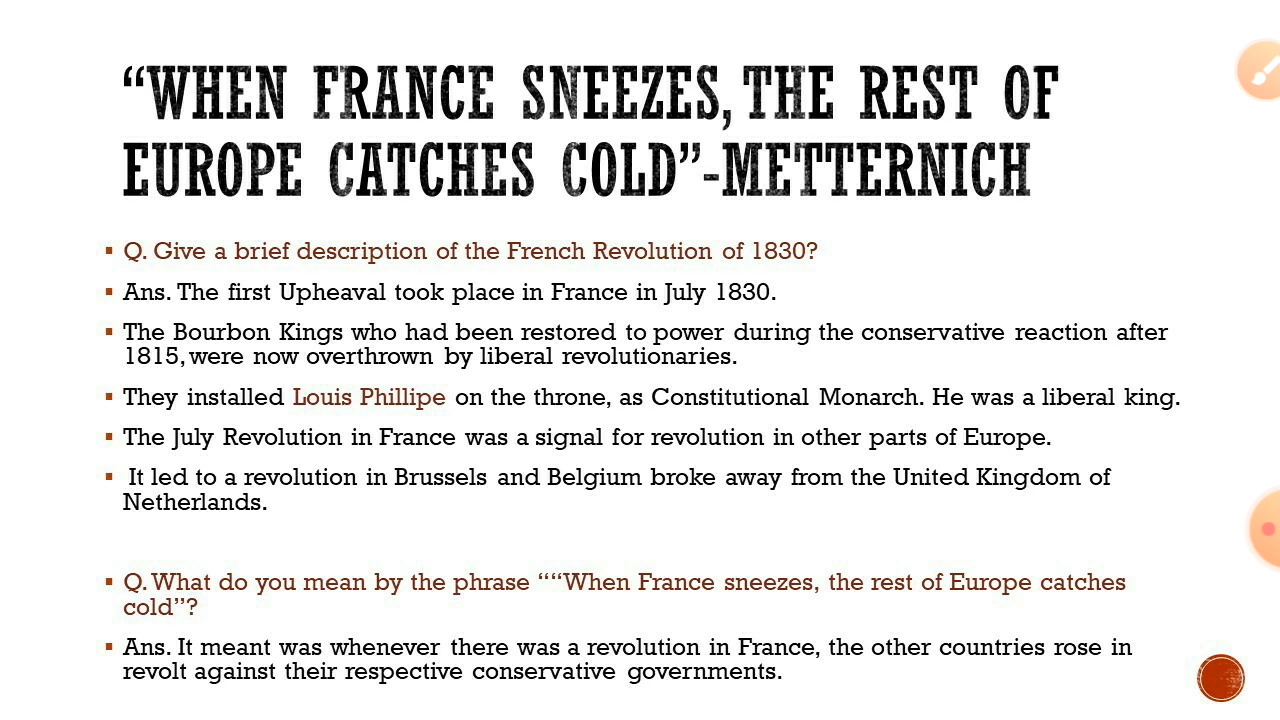 “WHEN FRANCE SNEEZES, THE REST OF
EUROPE CATCHES COLD”-METTERNICH
▪ Q. Give a brief description of the French Revolution of 1830?
▪ Ans. The first Upheaval took place in France in July 1830.
▪ The Bourbon Kings who had been restored to power during the conservative reaction after
1815, were now overthrown by liberal revolutionaries.
▪ They installed Louis Phillipe on the throne, as Constitutional Monarch. He was a liberal king.
▪ The July Revolution in France was a signal for revolution in other parts of Europe.
▪ It led to a revolution in Brussels and Belgium broke away from the United Kingdom of
Netherlands.
▪ Q. What do you mean by the phrase ““When France sneezes, the rest of Europe catches
cold”?
▪ Ans. It meant was whenever there was a revolution in France, the other countries rose in
revolt against their respective conservative governments.